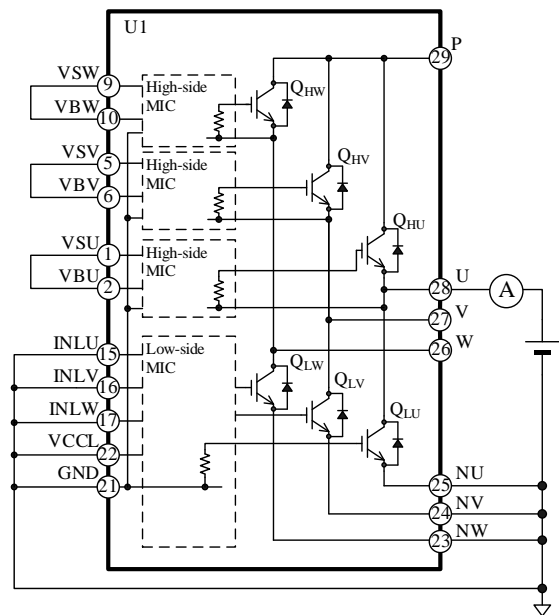 U1
P
29
VSW
9
High-side
MIC
QHW
VBW
10
VSV
5
High-side
MIC
QHV
VBV
6
QHU
VSU
1
High-side
MIC
VBU
2
U
28
A
V
27
W
26
INLU
15
Low-side
MIC
QLW
INLV
16
QLV
INLW
17
QLU
VCCL
22
GND
21
NU
25
NV
24
NW
23